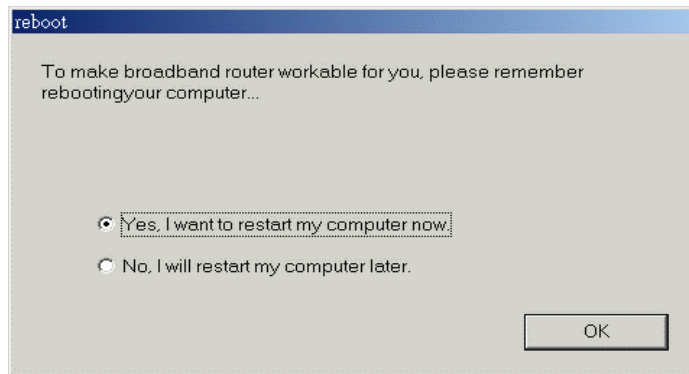 reboot
To make broadband router workable for you, please remember
rebootingyour computer...
Yes, I want to restart my computer now.
No, I will restart my computer later.
OK